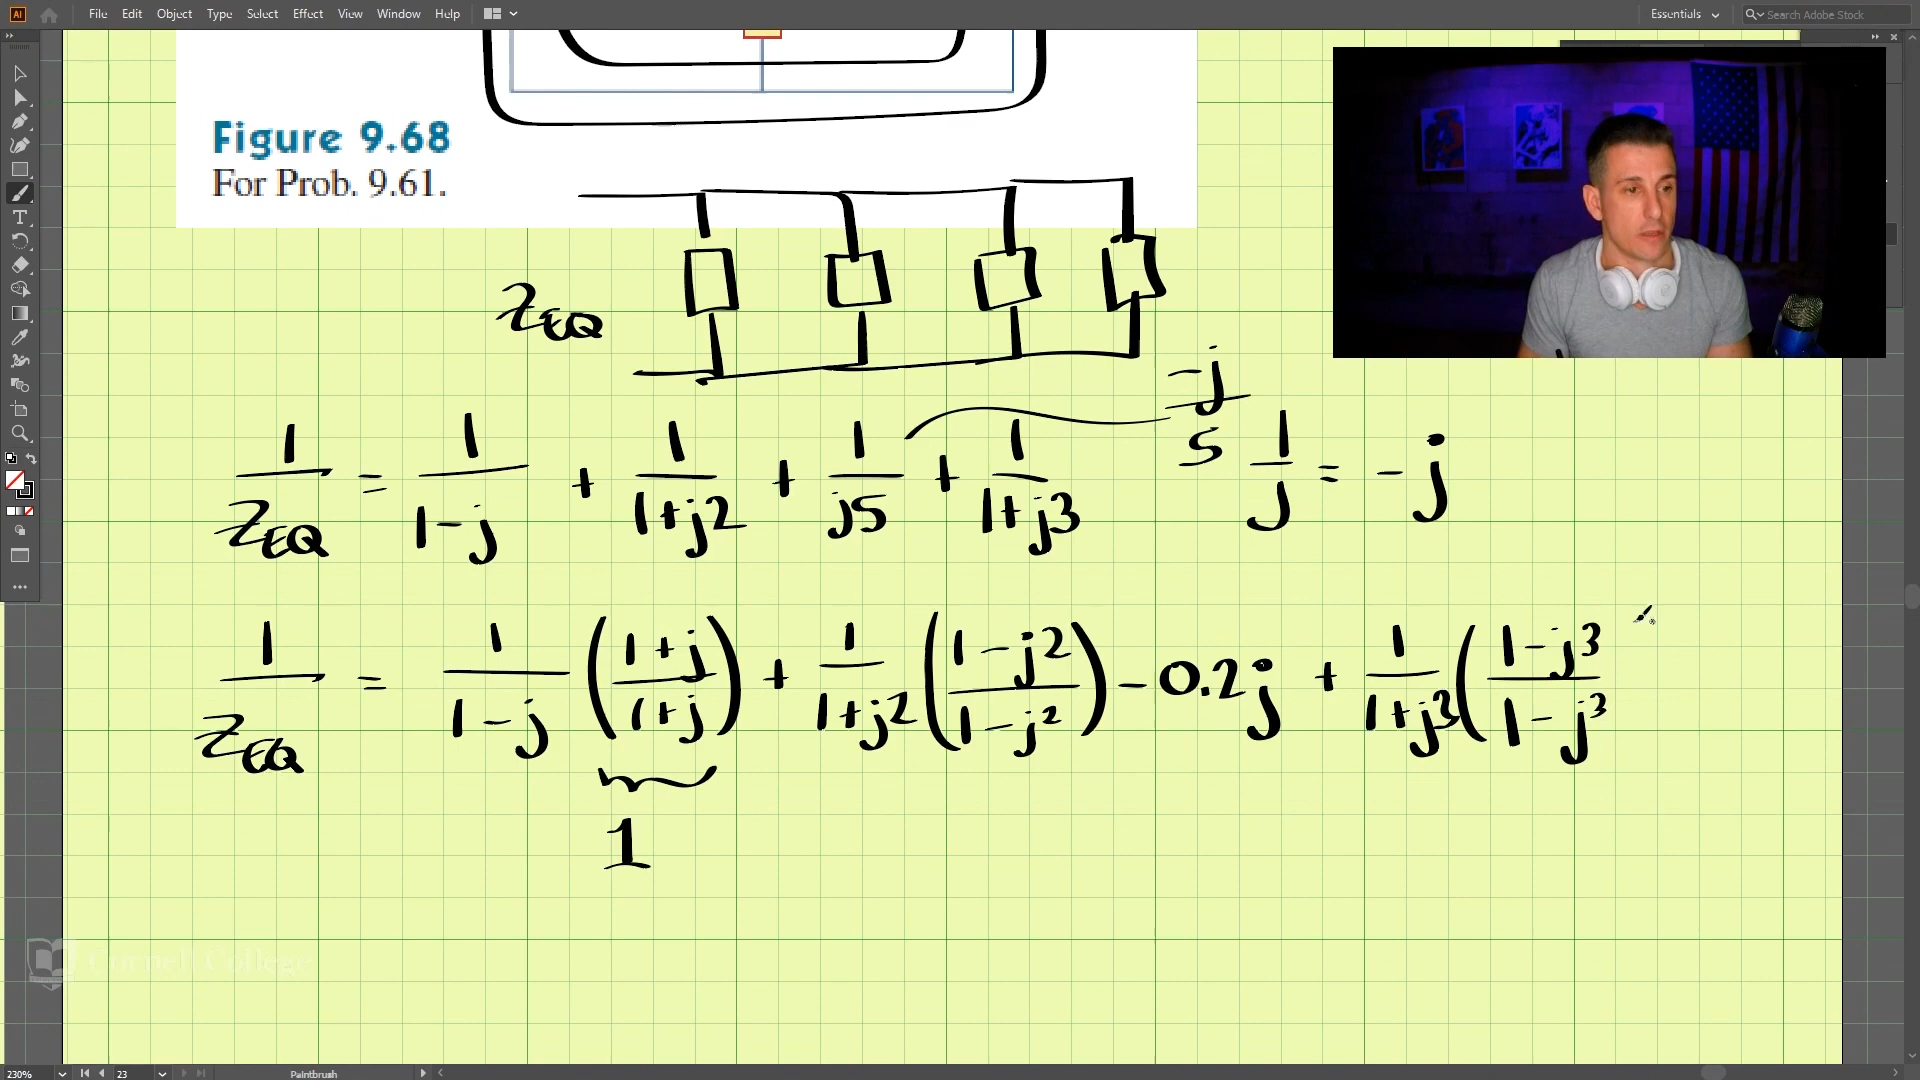 Ai File Edit Object Type Select Effect View Window Help Essentials Search Adobe Stock
Figure 9.68
For Prob. 9.61.
Z_EQ
-j/5
1/Z_EQ = 1/(1-j) + 1/(1+j2) + 1/(j5) + 1/(1+j3) 1/j = -j
1/Z_EQ = 1/(1-j) ((1+j)/(1+j)) + 1/(1+j2) ((1-j2)/(1-j2)) - 0.2j + 1/(1+j3) ((1-j3)/(1-j3)
1
Cornell College
230% 23 Paintbrush